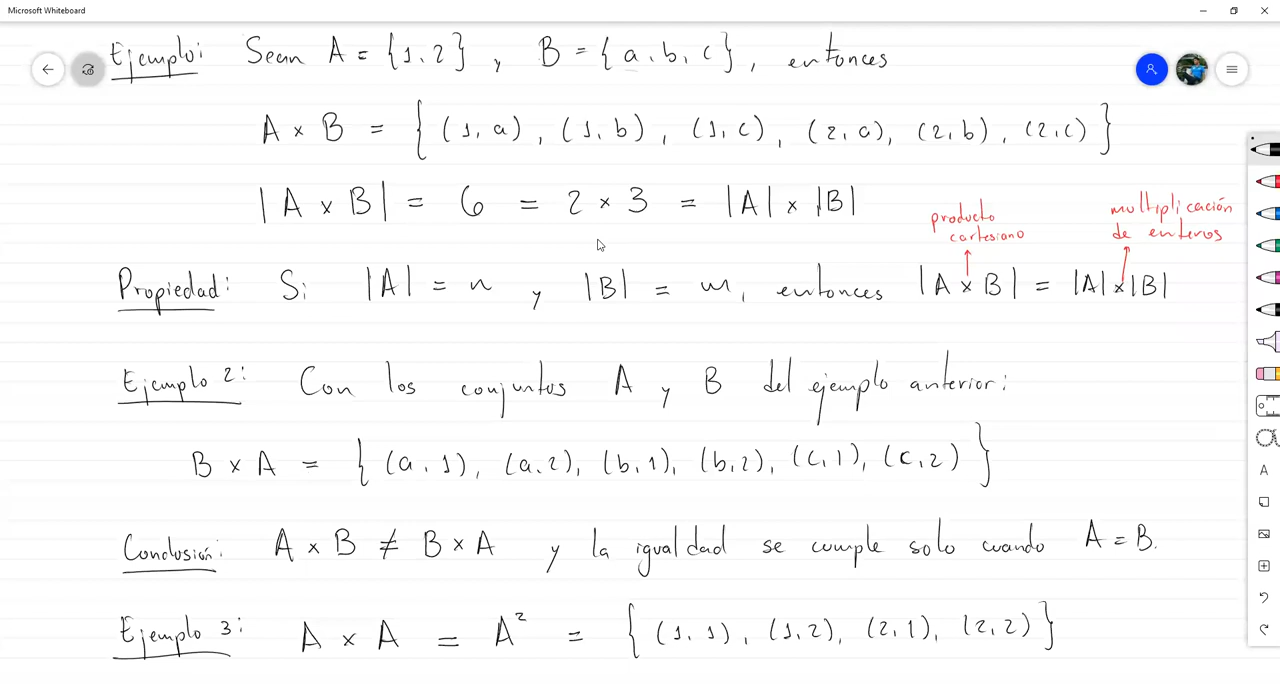 Microsoft Whiteboard
Ejemplo: Sean A = {1, 2} y B = {a, b, c}, entonces
A × B = { (1, a), (1, b), (1, c), (2, a), (2, b), (2, c) }
|A × B| = 6 = 2 × 3 = |A| × |B|
producto cartesiano
multiplicación de enteros
Propiedad: Si |A| = n y |B| = m, entonces |A × B| = |A| × |B|
Ejemplo 2: Con los conjuntos A y B del ejemplo anterior:
B × A = { (a, 1), (a, 2), (b, 1), (b, 2), (c, 1), (c, 2) }
Conclusión: A × B ≠ B × A y la igualdad se cumple solo cuando A = B.
Ejemplo 3: A × A = A² = { (1, 1), (1, 2), (2, 1), (2, 2) }